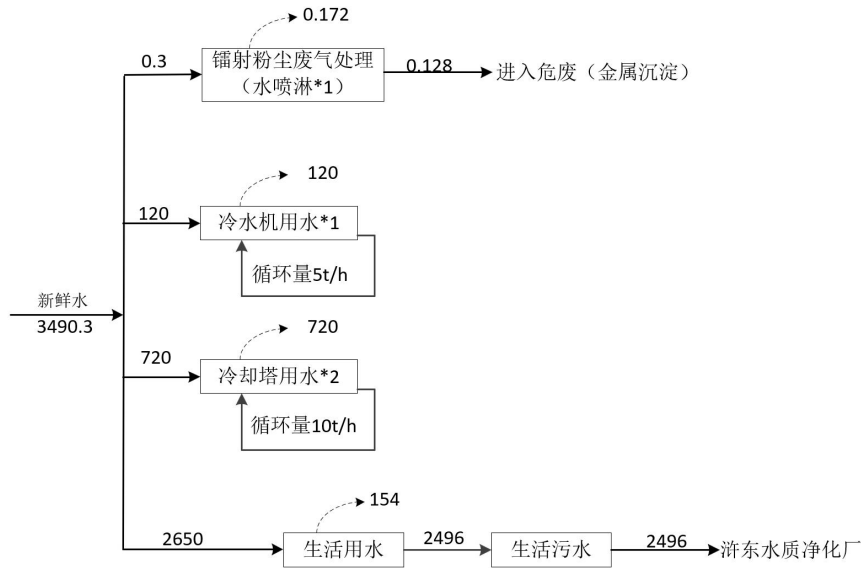 0.172
0.3
镭射粉尘废气处理
（水喷淋*1）
0.128
进入危废（金属沉淀）
120
120
冷水机用水*1
循环量5t/h
新鲜水
3490.3
720
720
冷却塔用水*2
循环量10t/h
154
2650
生活用水
2496
生活污水
2496
浒东水质净化厂